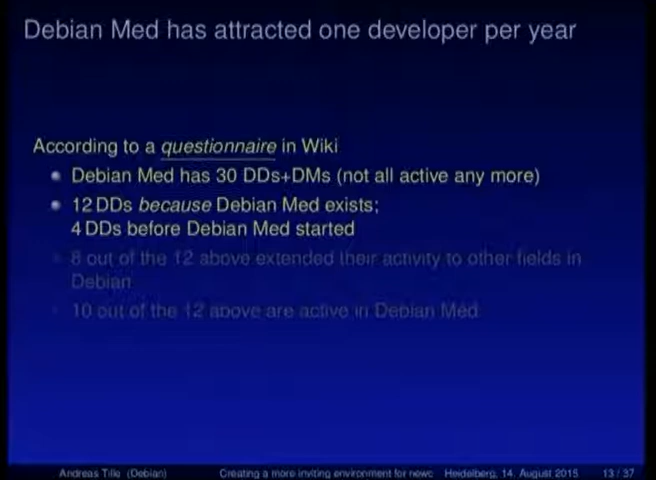 Debian Med has attracted one developer per year
According to a questionnaire in Wiki
Debian Med has 30 DDs+DMs (not all active any more)
12 DDs because Debian Med exists;
4 DDs before Debian Med started
8 out of the 12 above extended their activity to other fields in
Debian
10 out of the 12 above are active in Debian Med
Andreas Tille (Debian) Creating a more inviting environment for newc Heidelberg, 14. August 2015 13 / 37